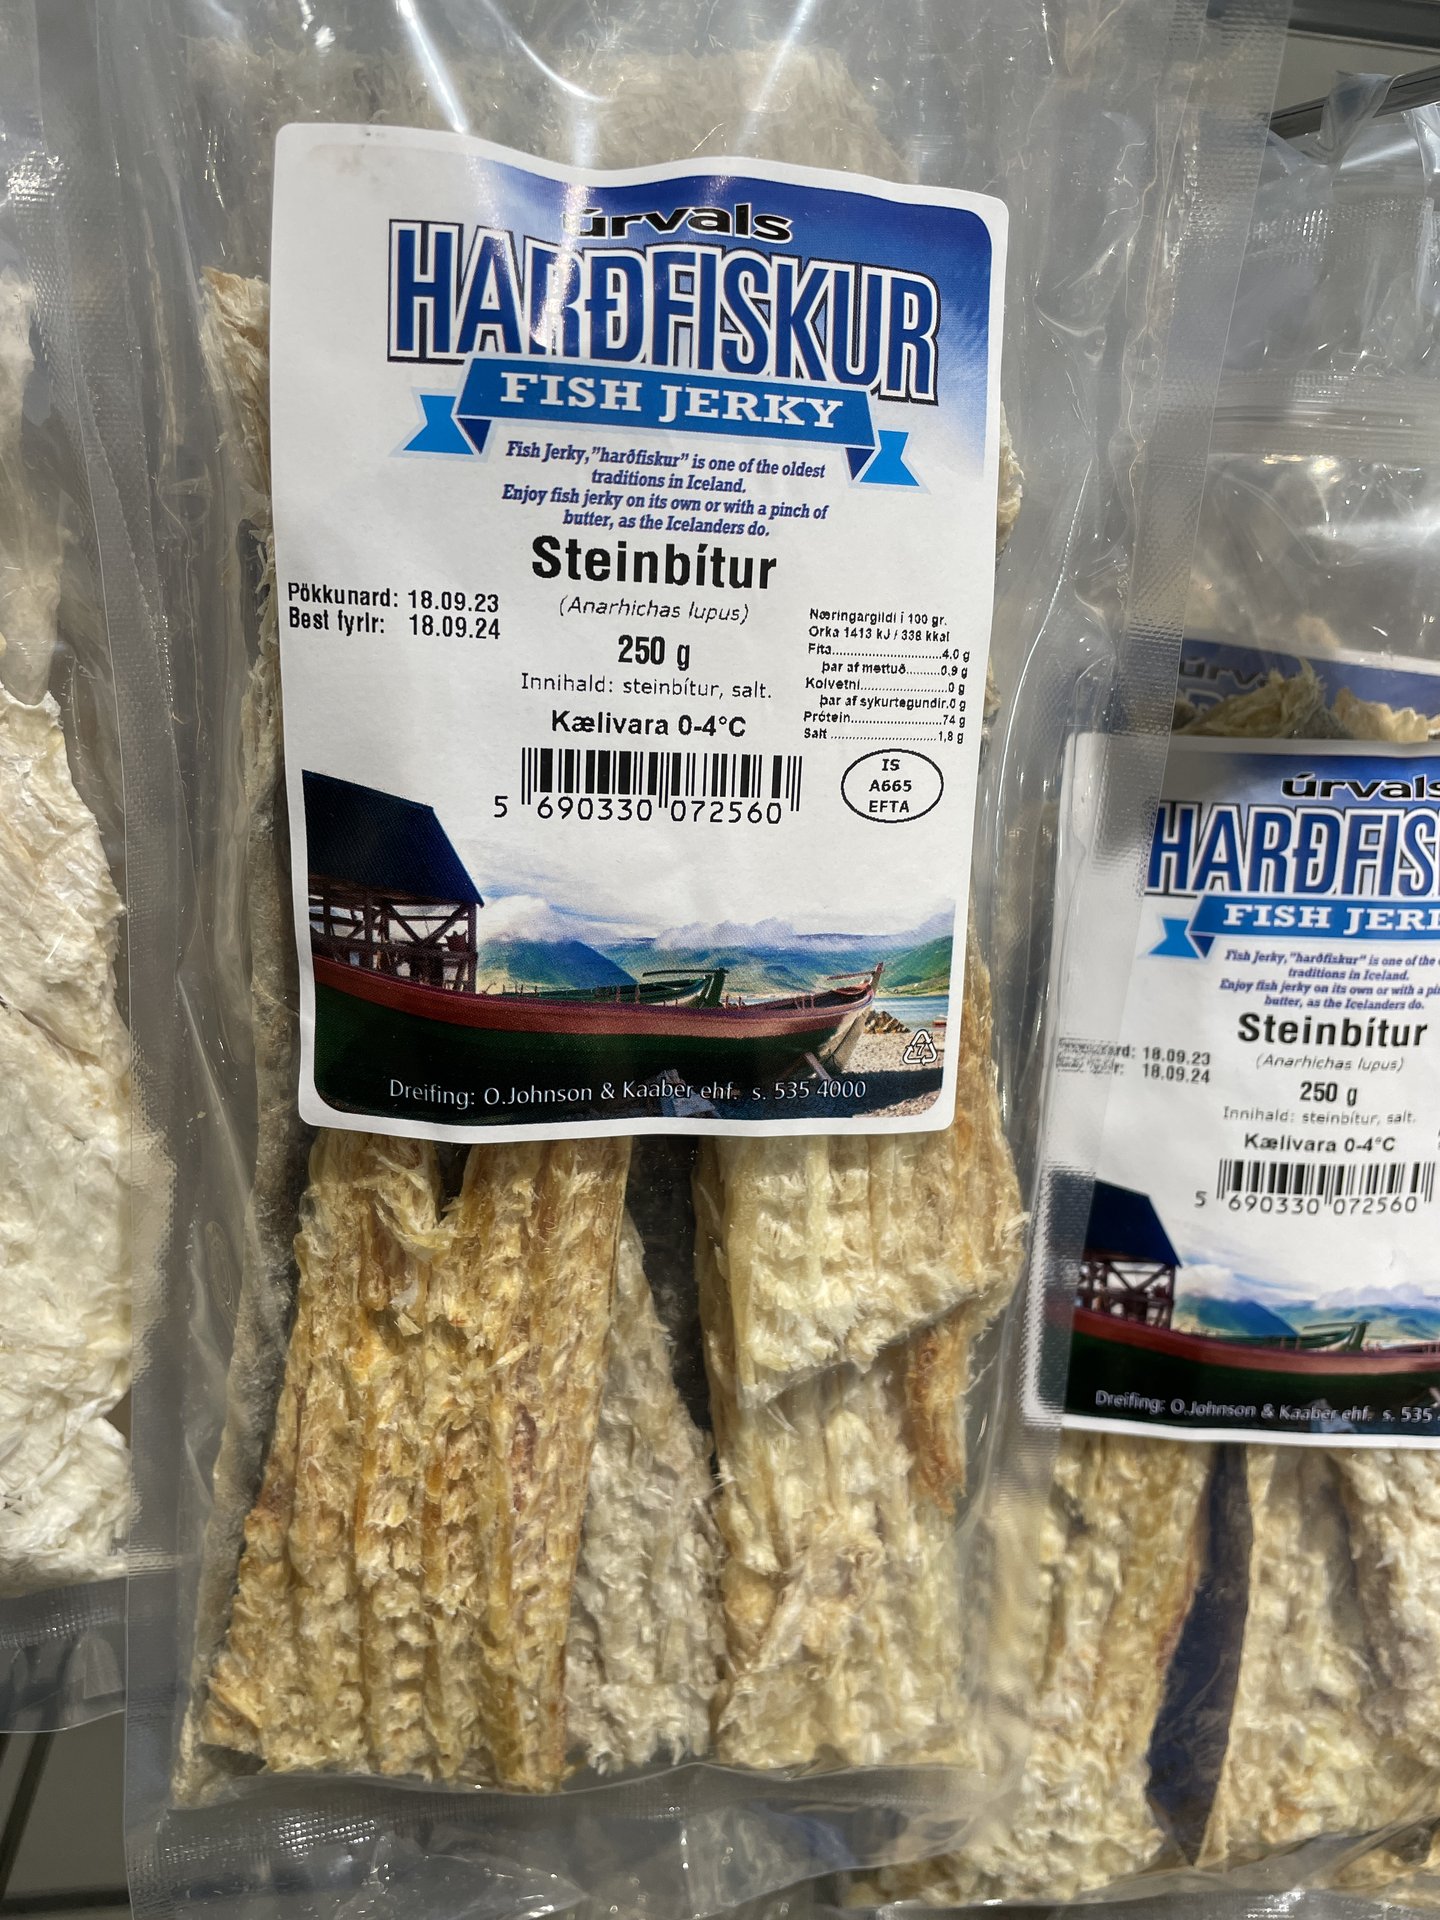 úrvals
HARÐFISKUR
FISH JERKY
Fish Jerky,"harðfiskur" is one of the oldest
traditions in Iceland.
Enjoy fish jerky on its own or with a pinch of
butter, as the Icelanders do.
Steinbítur
(Anarhichas lupus)
250 g
Innihald: steinbítur, salt.
Kælivara 0-4°C
Pökkunard: 18.09.23
Best fyrir: 18.09.24
Næringargildi í 100 gr.
Orka 1413 kJ / 338 kkal
Fita..............................4.0 g
þar af mettuð..........0,9 g
Kolvetni.........................0 g
þar af sykurtegundir.0 g
Prótein.........................74 g
Salt .............................1,8 g
5 690330 072560
IS
A665
EFTA
7
Dreifing: O.Johnson & Kaaber ehf. s. 535 4000
úrvals
HARÐFIS
FISH JER
Fish Jerky,"harðfiskur" is one of the
traditions in Iceland.
Enjoy fish jerky on its own or with a pi
butter, as the Icelanders do.
Steinbítur
(Anarhichas lupus)
250 g
Innihald: steinbítur, salt.
Kælivara 0-4°C
18.09.23
18.09.24
5 690330 072560
Dreifing: O.Johnson & Kaaber ehf. s. 535